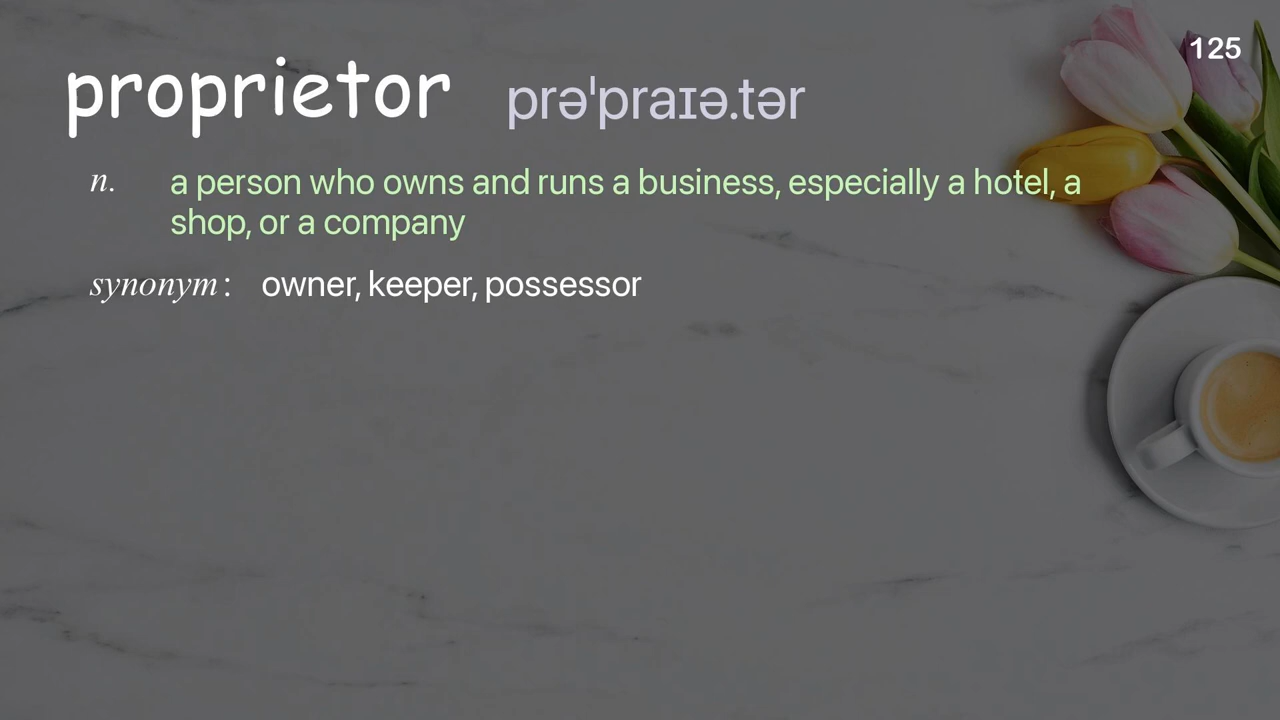 125
proprietor prəˈpraɪə.tər
n. a person who owns and runs a business, especially a hotel, a
shop, or a company
synonym : owner, keeper, possessor